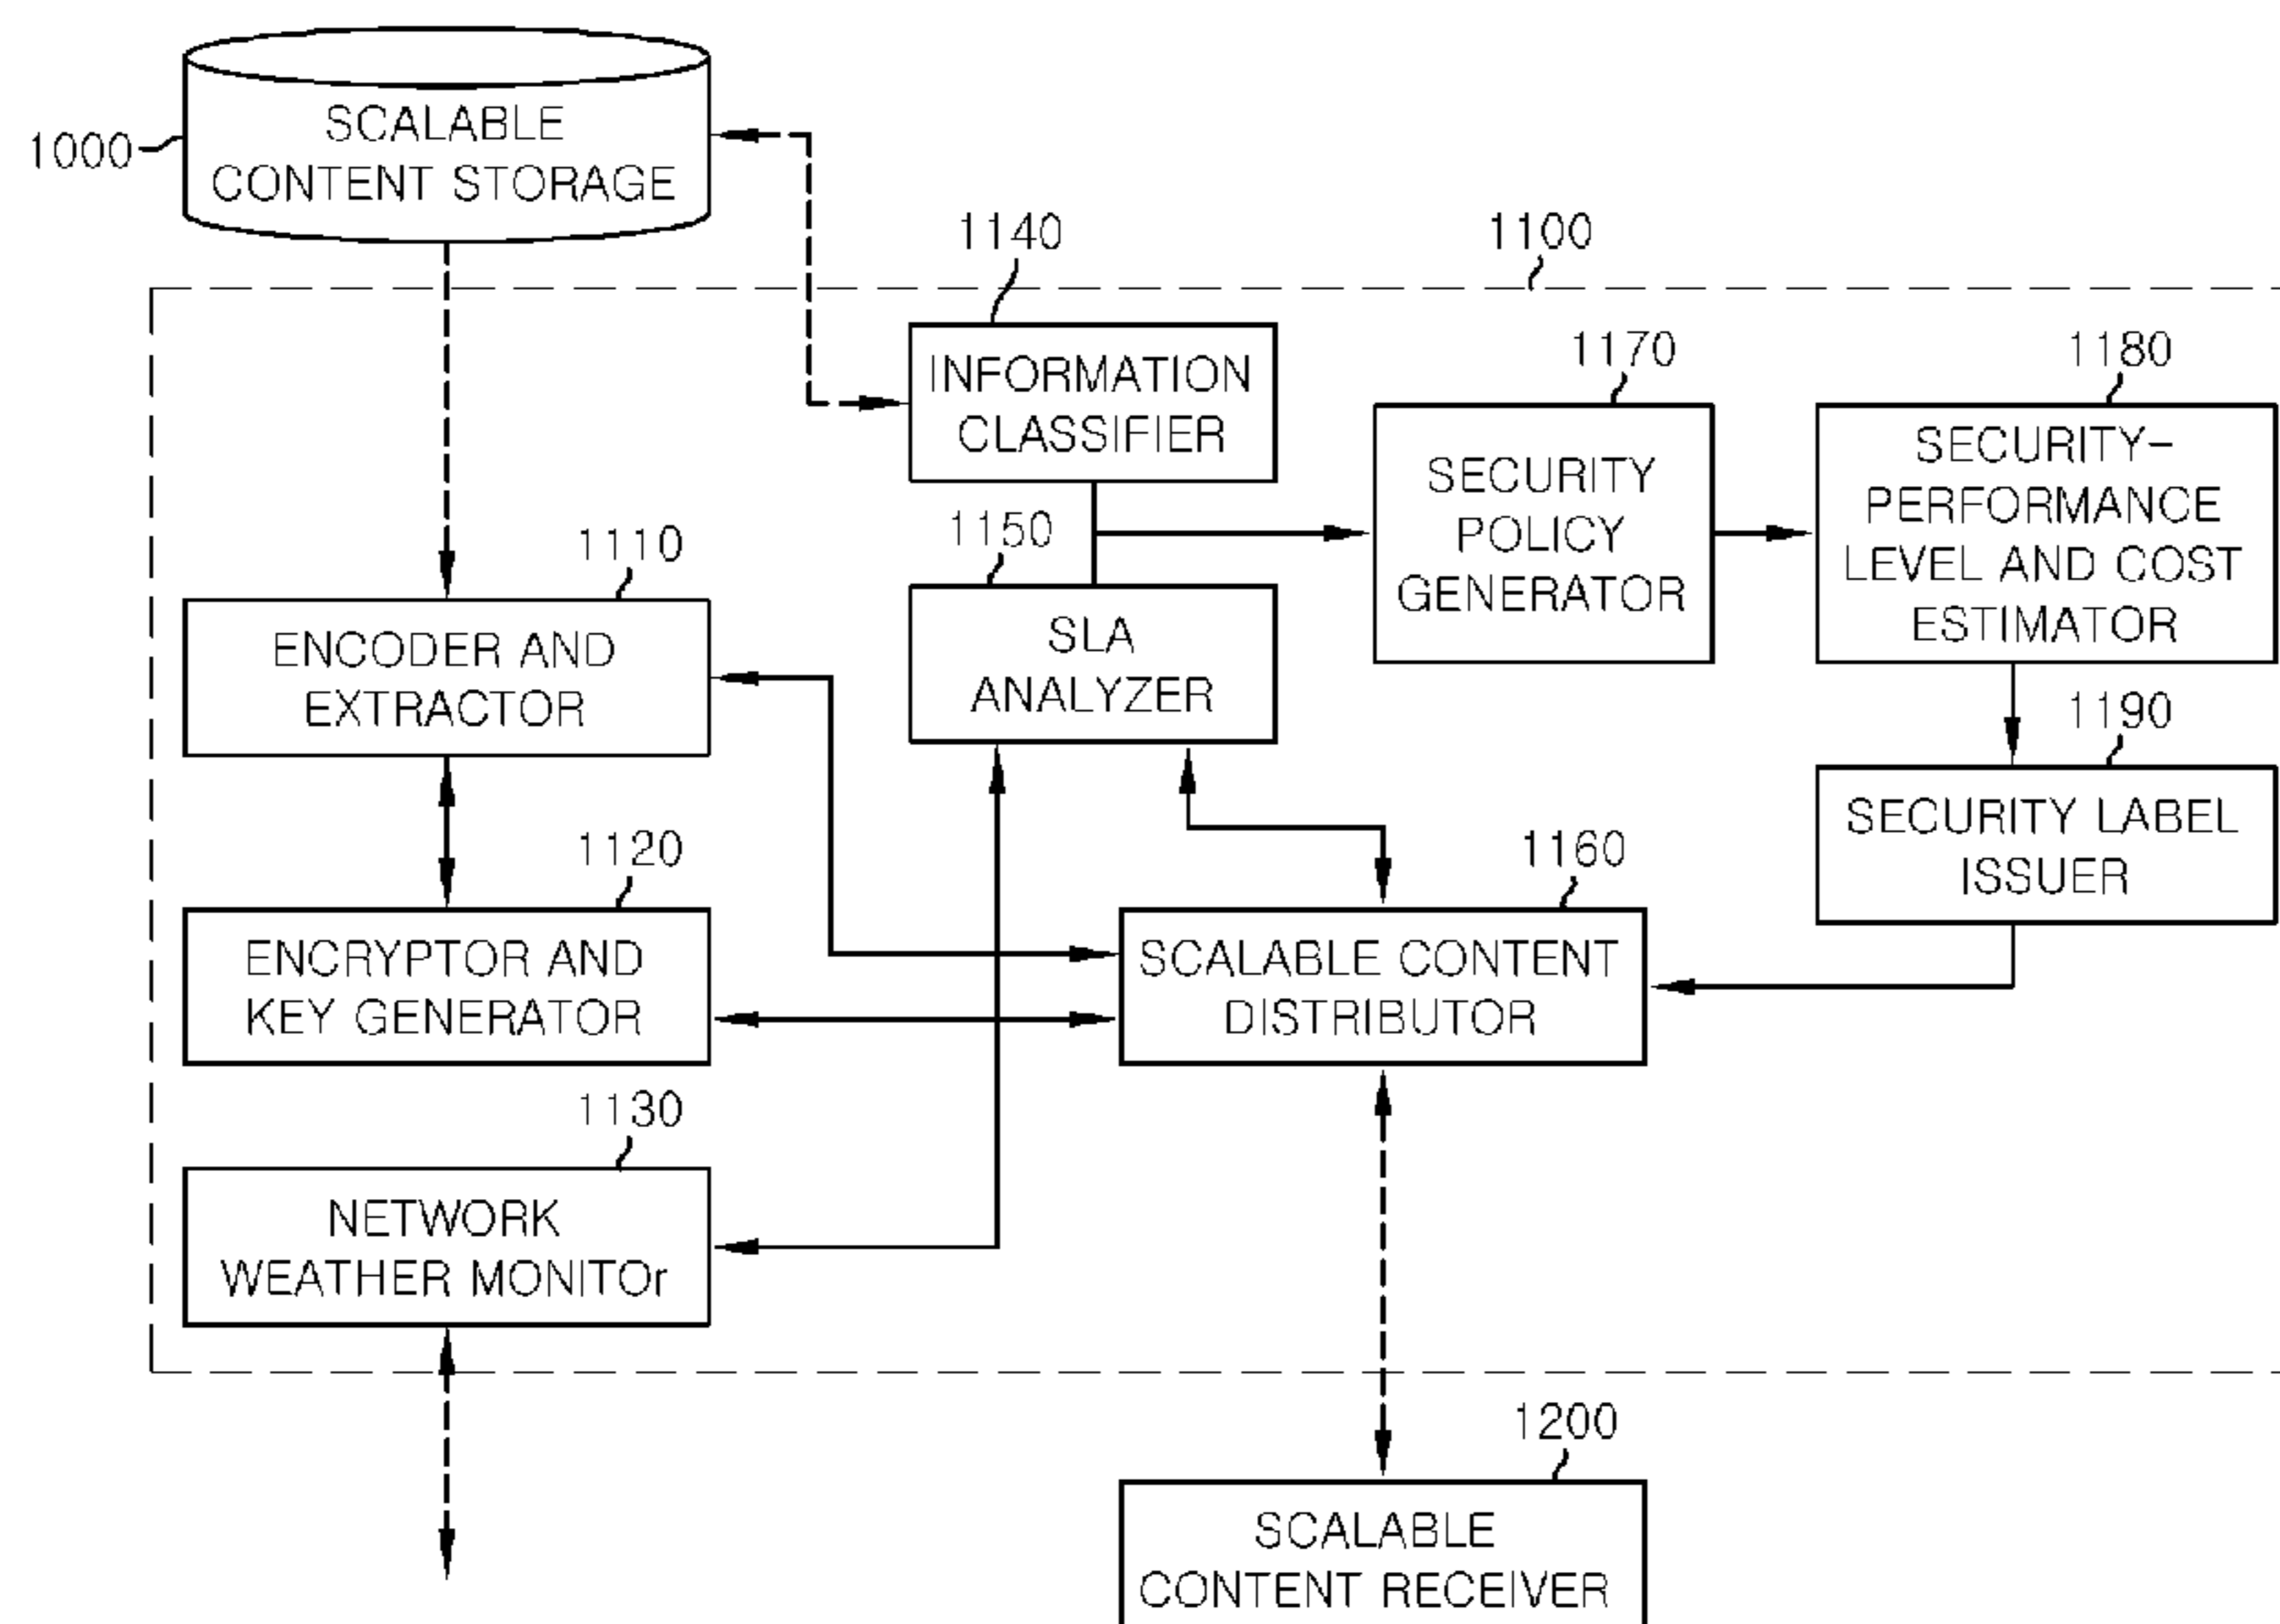 SCALABLE
CONTENT STORAGE
1000
1140
1100
INFORMATION
CLASSIFIER
1170
SECURITY
POLICY
GENERATOR
1180
SECURITY-
PERFORMANCE
LEVEL AND COST
ESTIMATOR
1110
ENCODER AND
EXTRACTOR
1150
SLA
ANALYZER
1190
SECURITY LABEL
ISSUER
1120
ENCRYPTOR AND
KEY GENERATOR
1160
SCALABLE CONTENT
DISTRIBUTOR
1130
NETWORK
WEATHER MONITOr
1200
SCALABLE
CONTENT RECEIVER